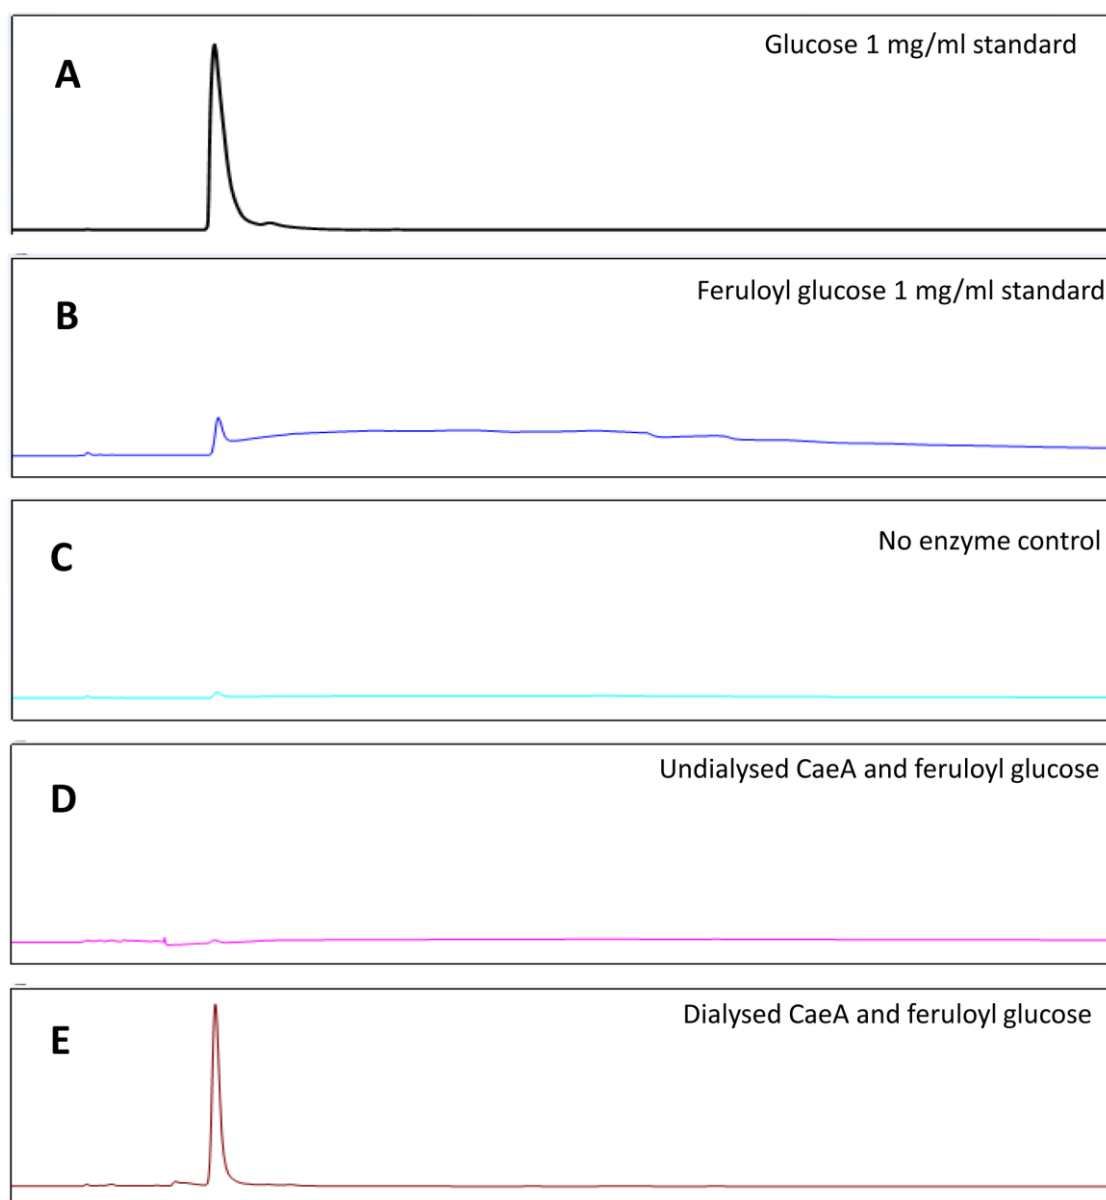 A
Glucose 1 mg/ml standard
B
Feruloyl glucose 1 mg/ml standard
C
No enzyme control
D
Undialysed CaeA and feruloyl glucose
E
Dialysed CaeA and feruloyl glucose